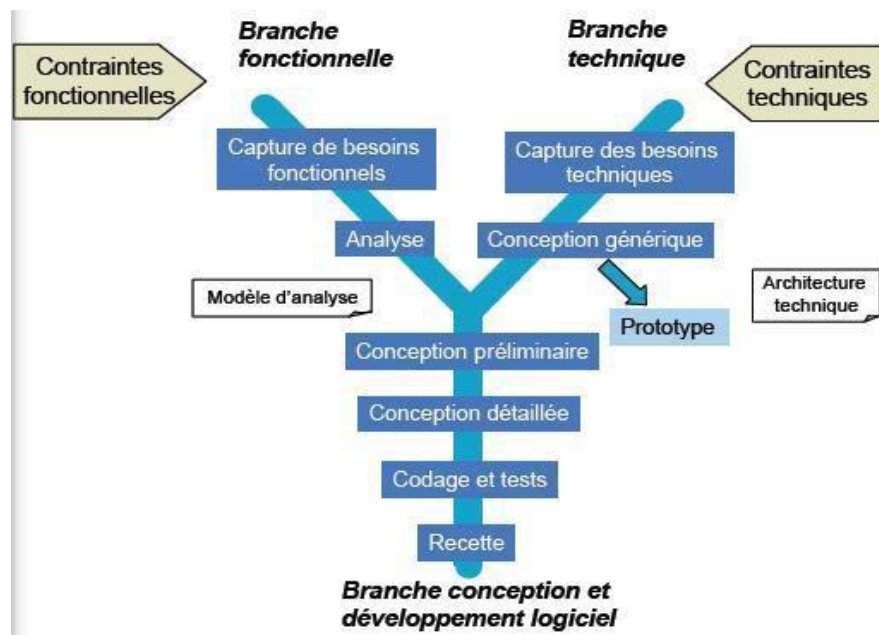 Branche
fonctionnelle
Branche
technique
Contraintes
fonctionnelles
Contraintes
techniques
Capture de besoins
fonctionnels
Capture des besoins
techniques
Analyse
Conception générique
Modèle d'analyse
Architecture
technique
Prototype
Conception préliminaire
Conception détaillée
Codage et tests
Recette
Branche conception et
développement logiciel